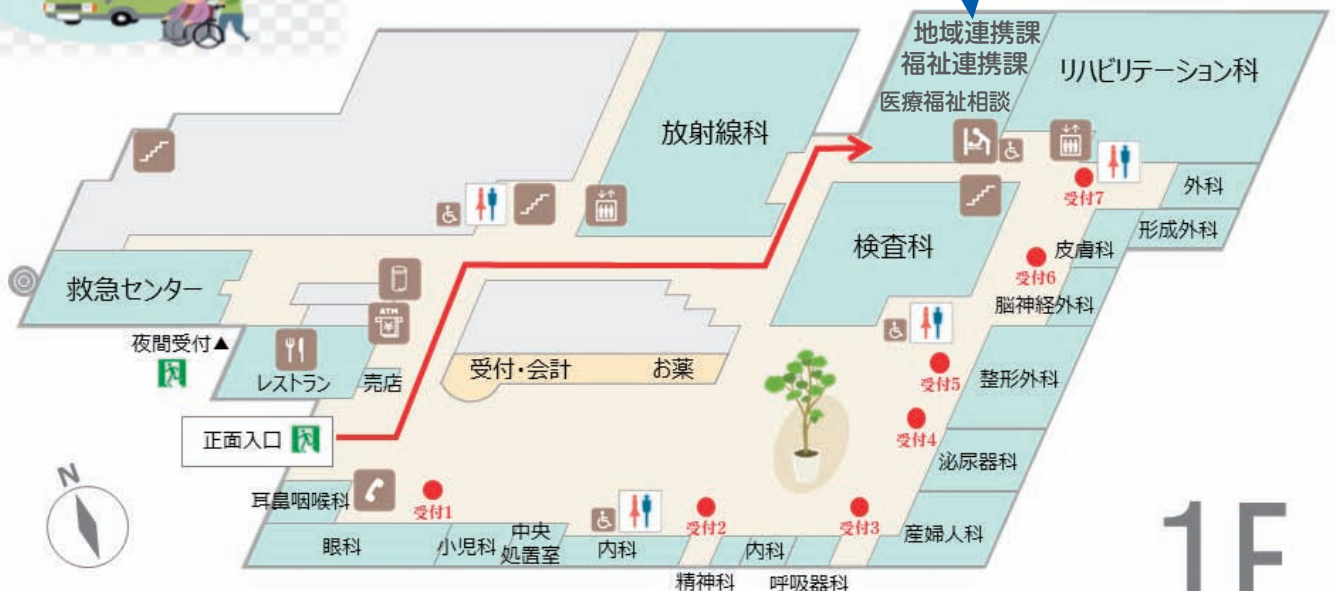 地域連携課
福祉連携課
医療福祉相談
リハビリテーション科
放射線科
受付7
外科
検査科
形成外科
皮膚科
受付6
救急センター
ATM
脳神経外科
夜間受付▲
レストラン
売店
受付・会計
お薬
受付5
整形外科
正面入口
受付4
泌尿器科
N
耳鼻咽喉科
受付1
受付2
受付3
産婦人科
眼科
小児科
中央
処置室
内科
内科
精神科
呼吸器科
1F